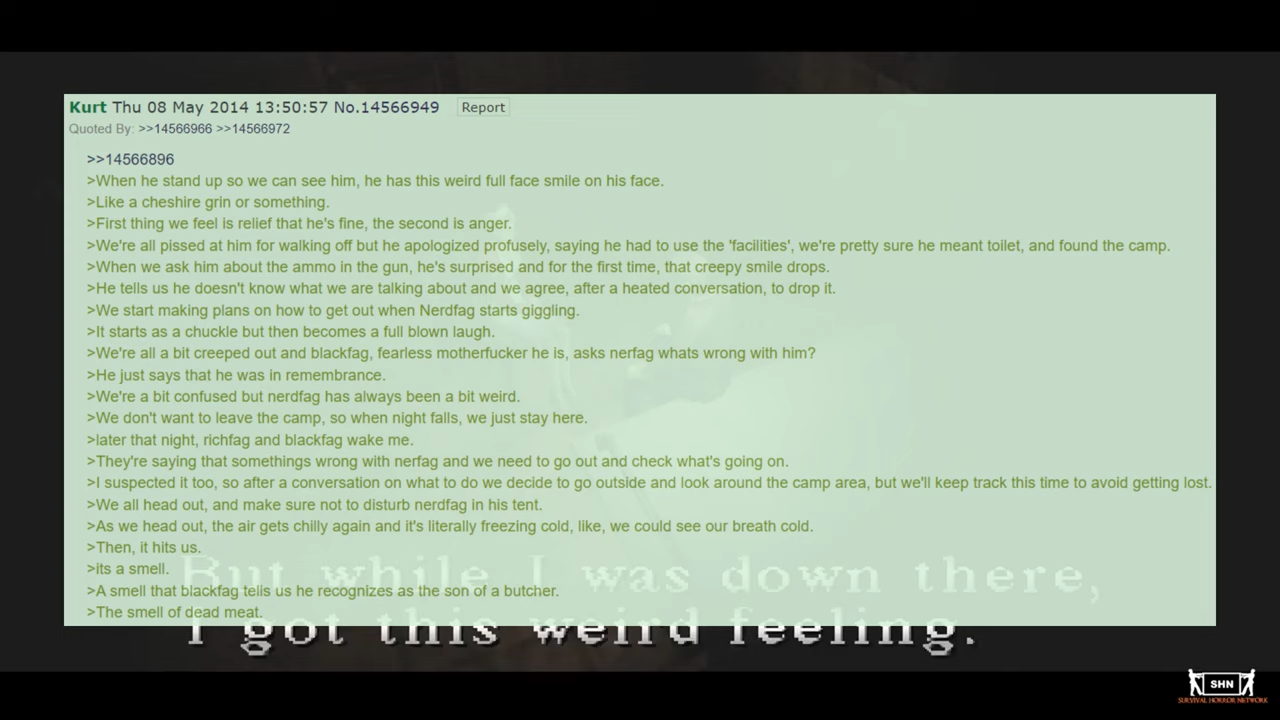 Kurt Thu 08 May 2014 13:50:57 No.14566949 Report
Quoted By: >>14566966 >>14566972
>>14566896
>When he stand up so we can see him, he has this weird full face smile on his face.
>Like a cheshire grin or something.
>First thing we feel is relief that he's fine, the second is anger.
>We're all pissed at him for walking off but he apologized profusely, saying he had to use the 'facilities', we're pretty sure he meant toilet, and found the camp.
>When we ask him about the ammo in the gun, he's surprised and for the first time, that creepy smile drops.
>He tells us he doesn't know what we are talking about and we agree, after a heated conversation, to drop it.
>We start making plans on how to get out when Nerdfag starts giggling.
>It starts as a chuckle but then becomes a full blown laugh.
>We're all a bit creeped out and blackfag, fearless motherfucker he is, asks nerfag whats wrong with him?
>He just says that he was in remembrance.
>We're a bit confused but nerdfag has always been a bit weird.
>We don't want to leave the camp, so when night falls, we just stay here.
>later that night, richfag and blackfag wake me.
>They're saying that somethings wrong with nerfag and we need to go out and check what's going on.
>I suspected it too, so after a conversation on what to do we decide to go outside and look around the camp area, but we'll keep track this time to avoid getting lost.
>We all head out, and make sure not to disturb nerdfag in his tent.
>As we head out, the air gets chilly again and it's literally freezing cold, like, we could see our breath cold.
>Then, it hits us.
>its a smell.
>A smell that blackfag tells us he recognizes as the son of a butcher.
>The smell of dead meat.
But while I was down there,
I got this weird feeling.
SHN
SURVIVAL HORROR NETWORK